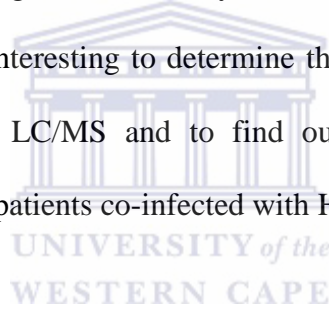 nteresting to determine th
LC/MS and to find ou
patients co-infected with H
UNIVERSITY of the
WESTERN CAPE